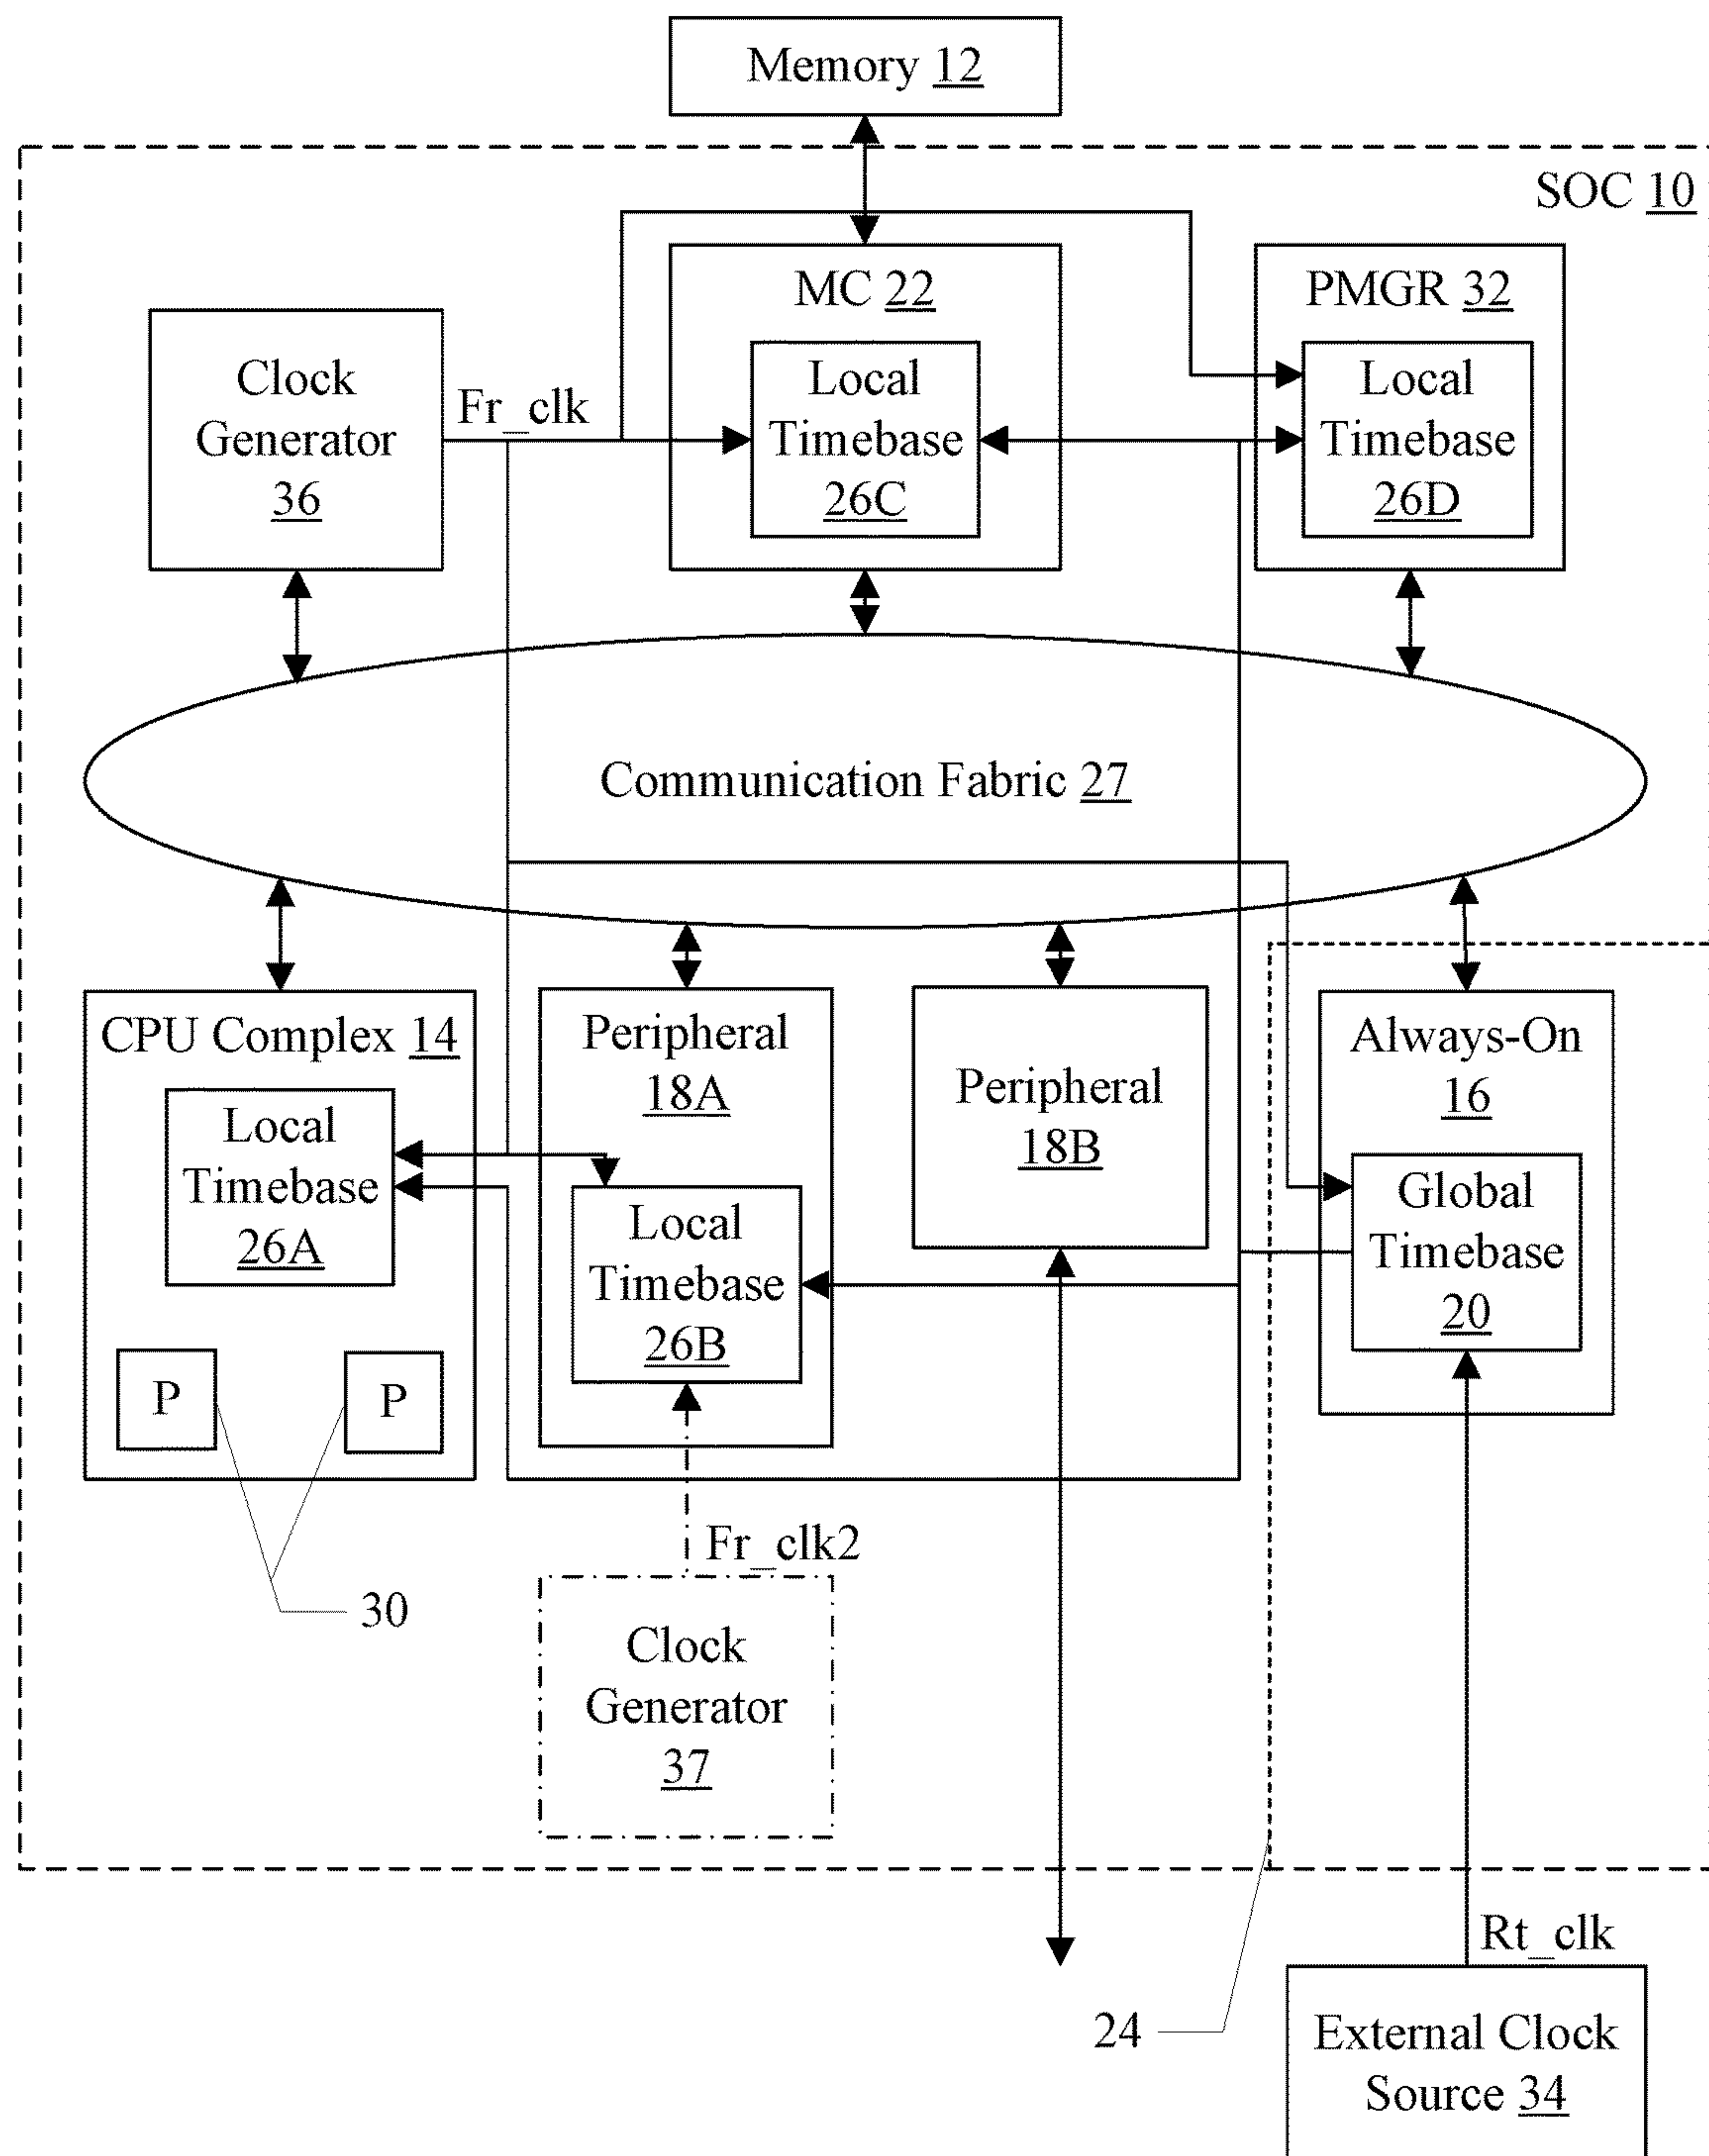 Memory 12
SOC 10
MC 22
PMGR 32
Clock
Generator
36
Fr_clk
Local
Timebase
26C
Local
Timebase
26D
Communication Fabric 27
CPU Complex 14
Local
Timebase
26A
P
P
30
Peripheral
18A
Local
Timebase
26B
Peripheral
18B
Always-On
16
Global
Timebase
20
Fr_clk2
Clock
Generator
37
24
Rt_clk
External Clock
Source 34